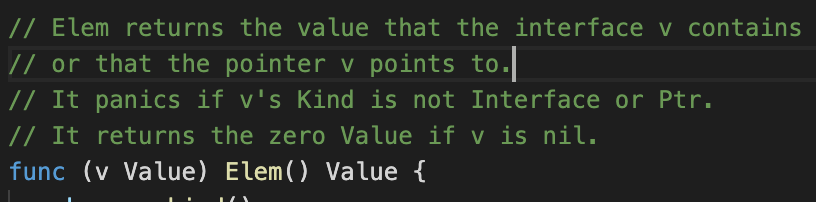 // Elem returns the value that the interface v contains
// or that the pointer v points to.
// It panics if v's Kind is not Interface or Ptr.
// It returns the zero Value if v is nil.
func (v Value) Elem() Value {